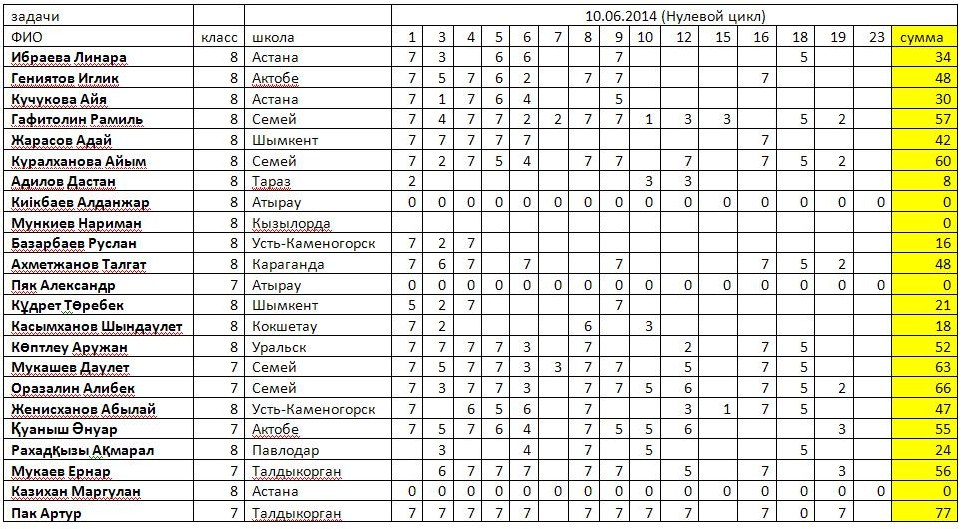 задачи 10.06.2014 (Нулевой цикл)
ФИО класс школа 1 3 4 5 6 7 8 9 10 12 15 16 18 19 23 сумма
Ибраева Линара 8 Астана 7 3 6 6 7 5 34
Гениятов Иглик 8 Актобе 7 5 7 6 2 7 7 7 48
Кучукова Айя 8 Астана 7 1 7 6 4 5 30
Гафитолин Рамиль 8 Семей 7 4 7 7 2 2 7 7 1 3 3 5 2 57
Жарасов Адай 8 Шымкент 7 7 7 7 7 7 42
Куралханова Айым 8 Семей 7 2 7 5 4 7 7 7 7 5 2 60
Адилов Дастан 8 Тараз 2 3 3 8
Киікбаев Алданжар 8 Атырау 0 0 0 0 0 0 0 0 0 0 0 0 0 0 0 0
Мункиев Нариман 8 Кызылорда 0
Базарбаев Руслан 8 Усть-Каменогорск 7 2 7 16
Ахметжанов Талгат 8 Караганда 7 6 7 7 7 7 5 2 48
Пяк Александр 7 Атырау 0 0 0 0 0 0 0 0 0 0 0 0 0 0 0 0
Құдрет Төребек 8 Шымкент 5 2 7 7 21
Касымханов Шындаулет 8 Кокшетау 7 2 6 3 18
Көптлеу Аружан 8 Уральск 7 7 7 7 3 7 2 7 5 52
Мукашев Даулет 7 Семей 7 5 7 7 3 3 7 7 5 7 5 63
Оразалин Алибек 7 Семей 7 3 7 7 3 7 7 5 6 7 5 2 66
Женисханов Абылай 8 Усть-Каменогорск 7 6 5 6 7 3 1 7 5 47
Қуаныш Әнуар 7 Актобе 7 5 7 6 4 7 5 5 6 3 55
Рахадқызы Ақмарал 8 Павлодар 3 4 7 5 5 24
Мукаев Ернар 7 Талдыкорган 6 7 7 7 7 7 5 7 3 56
Казихан Маргулан 8 Астана 0 0 0 0 0 0 0 0 0 0 0 0 0 0 0 0
Пак Артур 7 Талдыкорган 7 7 7 7 7 7 7 7 7 7 0 7 77